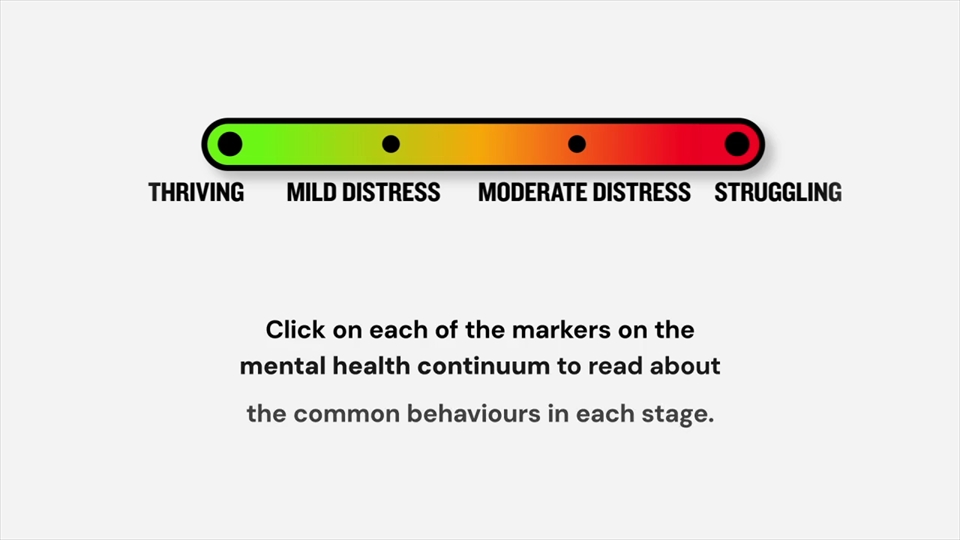 THRIVING MILD DISTRESS MODERATE DISTRESS STRUGGLING
Click on each of the markers on the
mental health continuum to read about
the common behaviours in each stage.